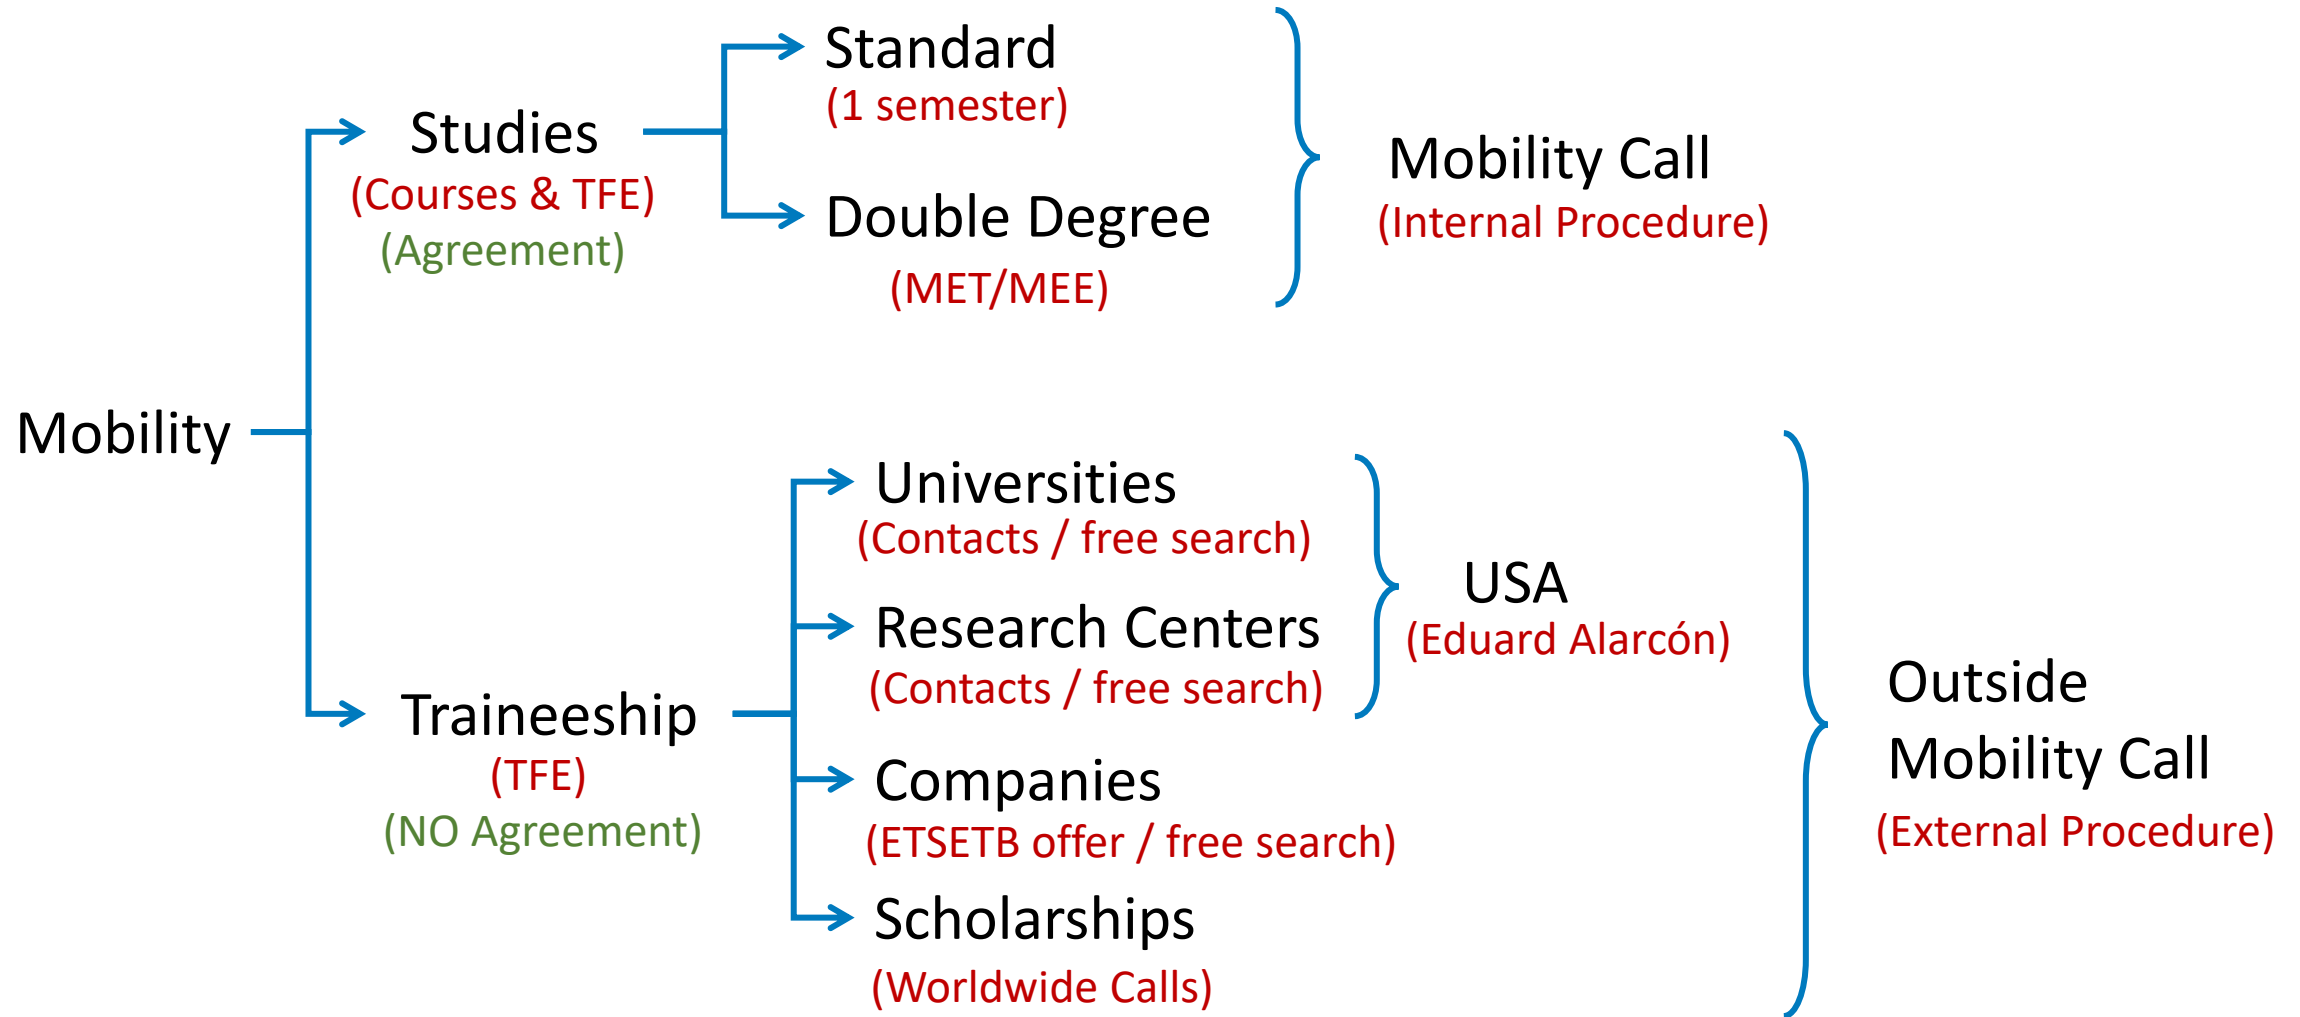 Mobility
Studies
(Courses & TFE)
(Agreement)
Standard
(1 semester)
Double Degree
(MET/MEE)
Mobility Call
(Internal Procedure)
Traineeship
(TFE)
(NO Agreement)
Universities
(Contacts / free search)
Research Centers
(Contacts / free search)
Companies
(ETSETB offer / free search)
Scholarships
(Worldwide Calls)
USA
(Eduard Alarcón)
Outside
Mobility Call
(External Procedure)